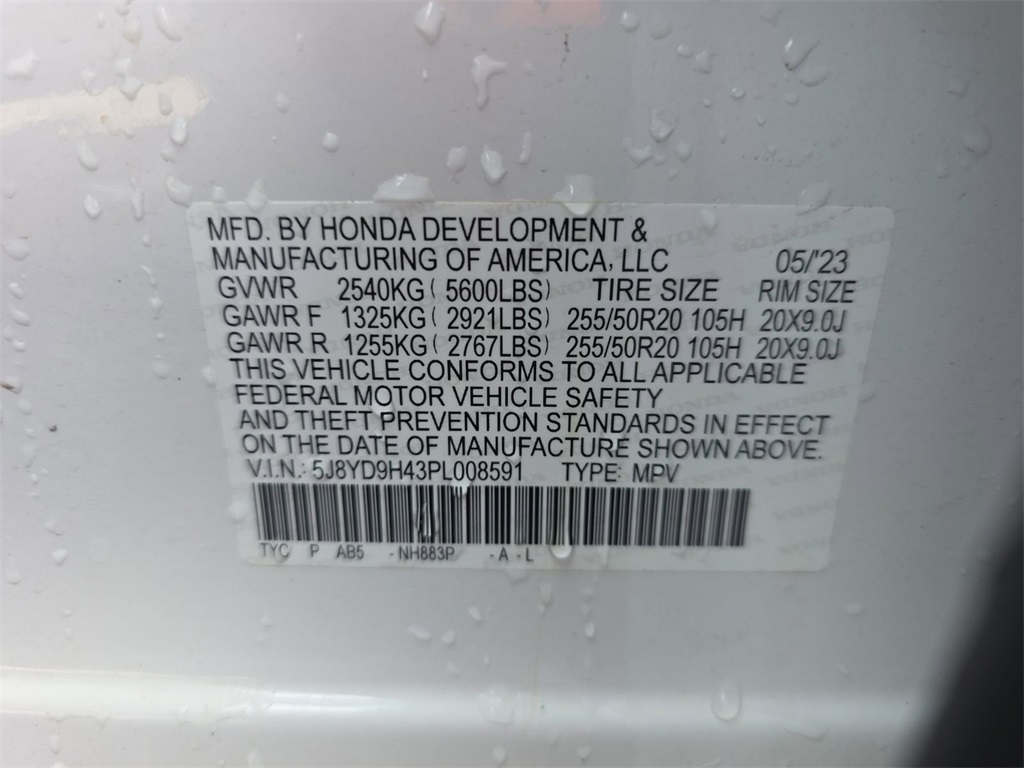 MFD. BY HONDA DEVELOPMENT &
MANUFACTURING OF AMERICA, LLC 05/'23
GVWR 2540KG ( 5600LBS) TIRE SIZE RIM SIZE
GAWR F 1325KG ( 2921LBS) 255/50R20 105H 20X9.0J
GAWR R 1255KG ( 2767LBS) 255/50R20 105H 20X9.0J
THIS VEHICLE CONFORMS TO ALL APPLICABLE
FEDERAL MOTOR VEHICLE SAFETY
AND THEFT PREVENTION STANDARDS IN EFFECT
ON THE DATE OF MANUFACTURE SHOWN ABOVE.
V.I.N.: 5J8YD9H43PL008591 TYPE: MPV
TYC P AB5 -NH883P -A -L